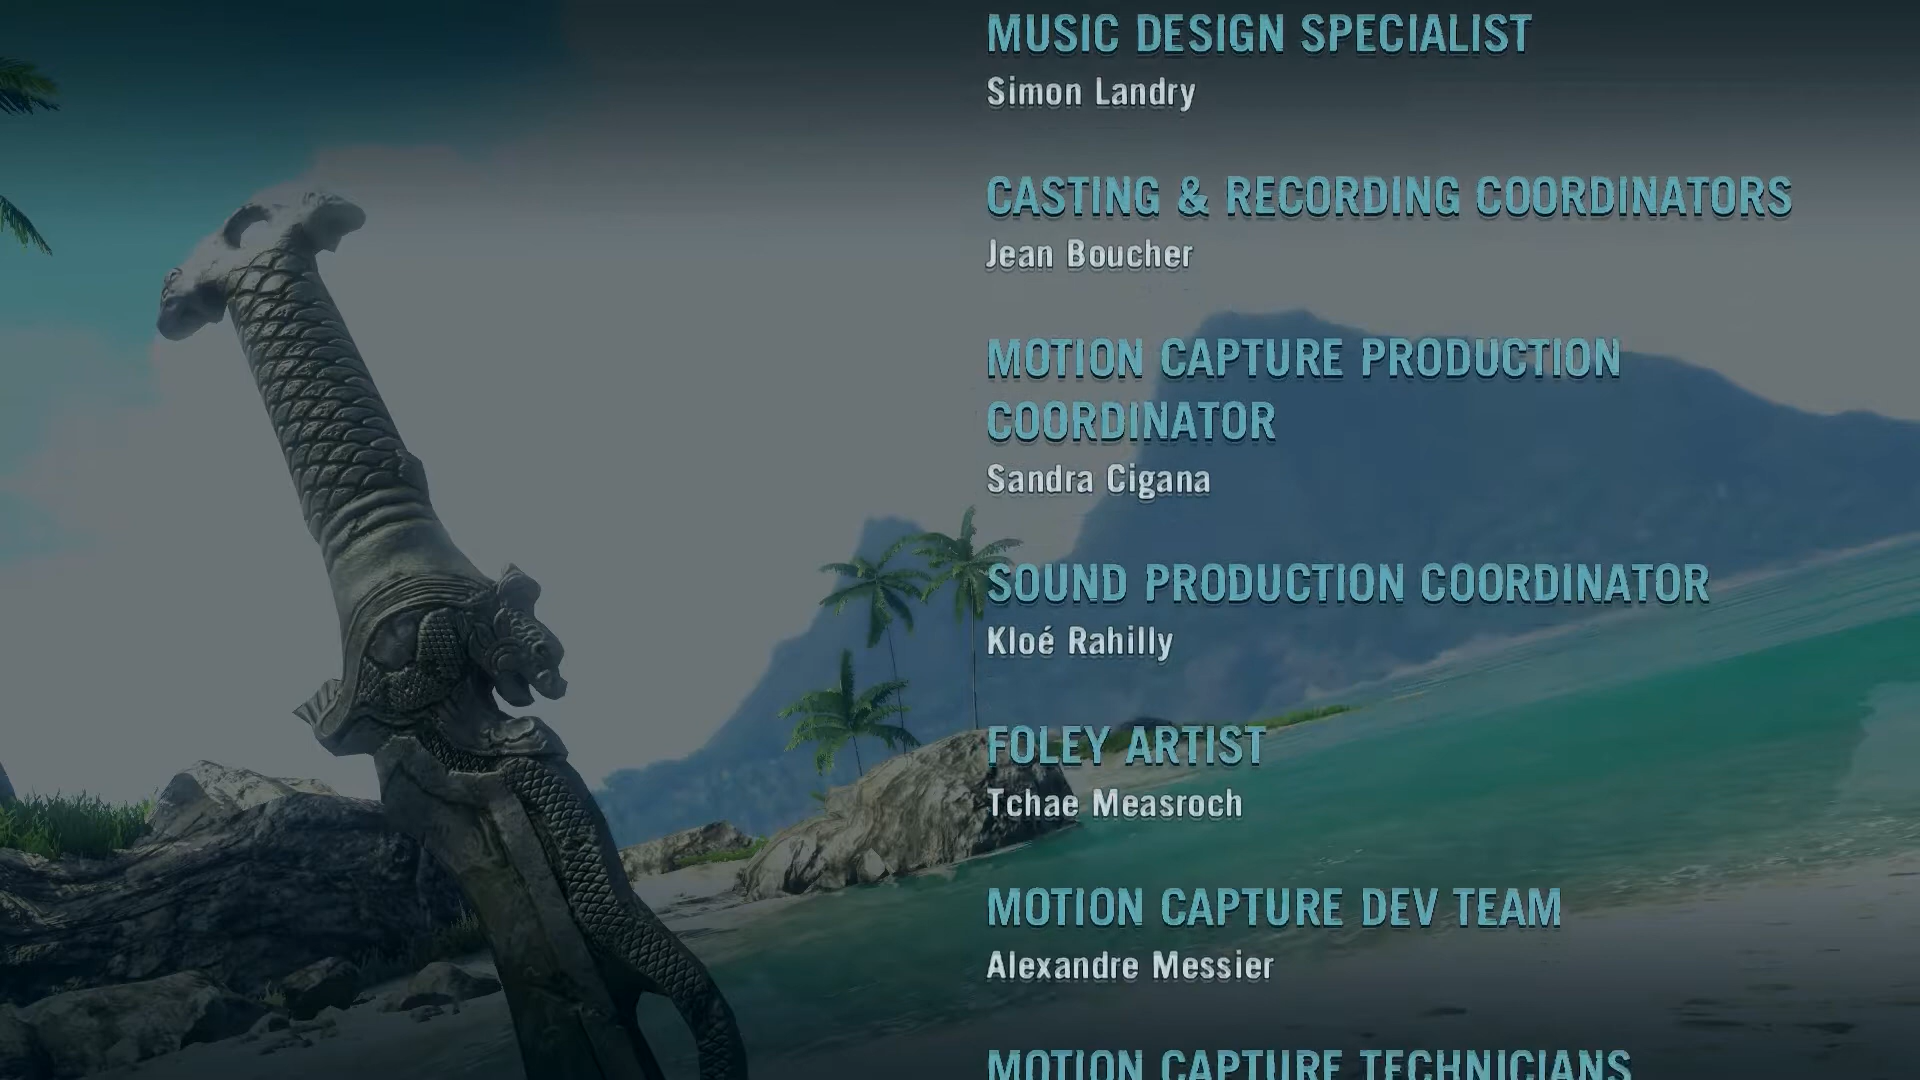 MUSIC DESIGN SPECIALIST
Simon Landry
CASTING & RECORDING COORDINATORS
Jean Boucher
MOTION CAPTURE PRODUCTION
COORDINATOR
Sandra Cigana
SOUND PRODUCTION COORDINATOR
Kloé Rahilly
FOLEY ARTIST
Tchae Measroch
MOTION CAPTURE DEV TEAM
Alexandre Messier
MOTION CAPTURE TECHNICIANS